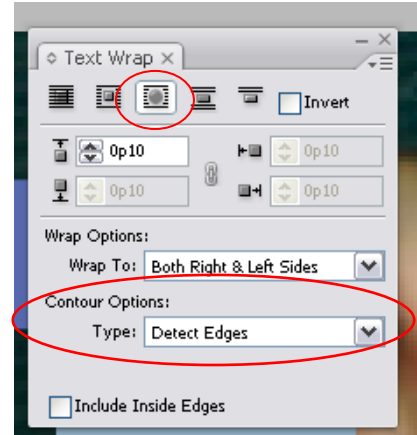 Text Wrap
Invert
0p10 0p10
0p10 0p10
Wrap Options:
Wrap To: Both Right & Left Sides
Contour Options:
Type: Detect Edges
Include Inside Edges